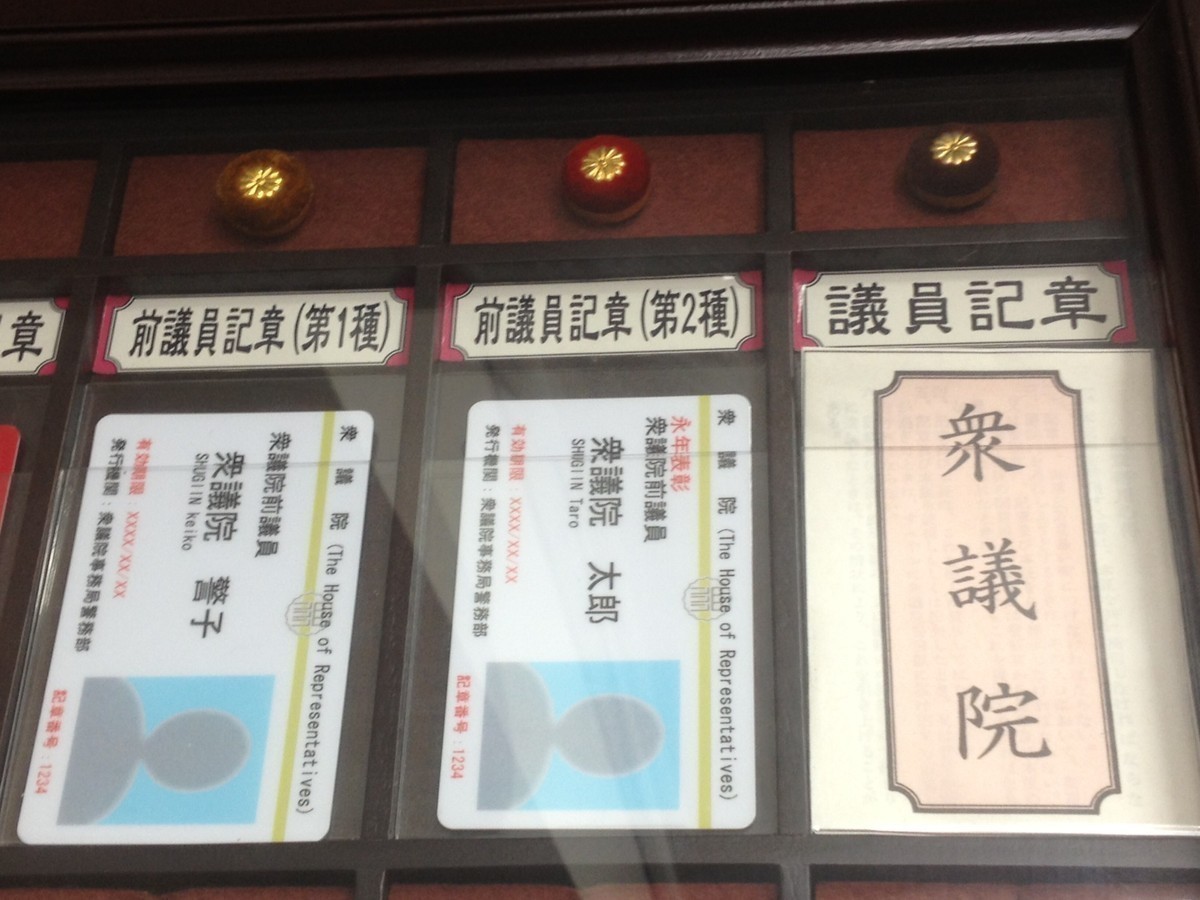 章
前議員記章(第1種)
前議員記章(第2種)
議員記章
衆議院 (The House of Representatives)
衆議院前議員
衆議院 警子
SHUGIIN keiko
有効期限：XXXX/XX/XX
発行機関：衆議院事務局警務部
記章番号：1234
衆議院 (The House of Representatives)
永年表彰
衆議院前議員
衆議院 太郎
SHUGIIN Taro
有効期限 XXXX/XX/XX
発行機関：衆議院事務局警務部
記章番号：1234
衆議院